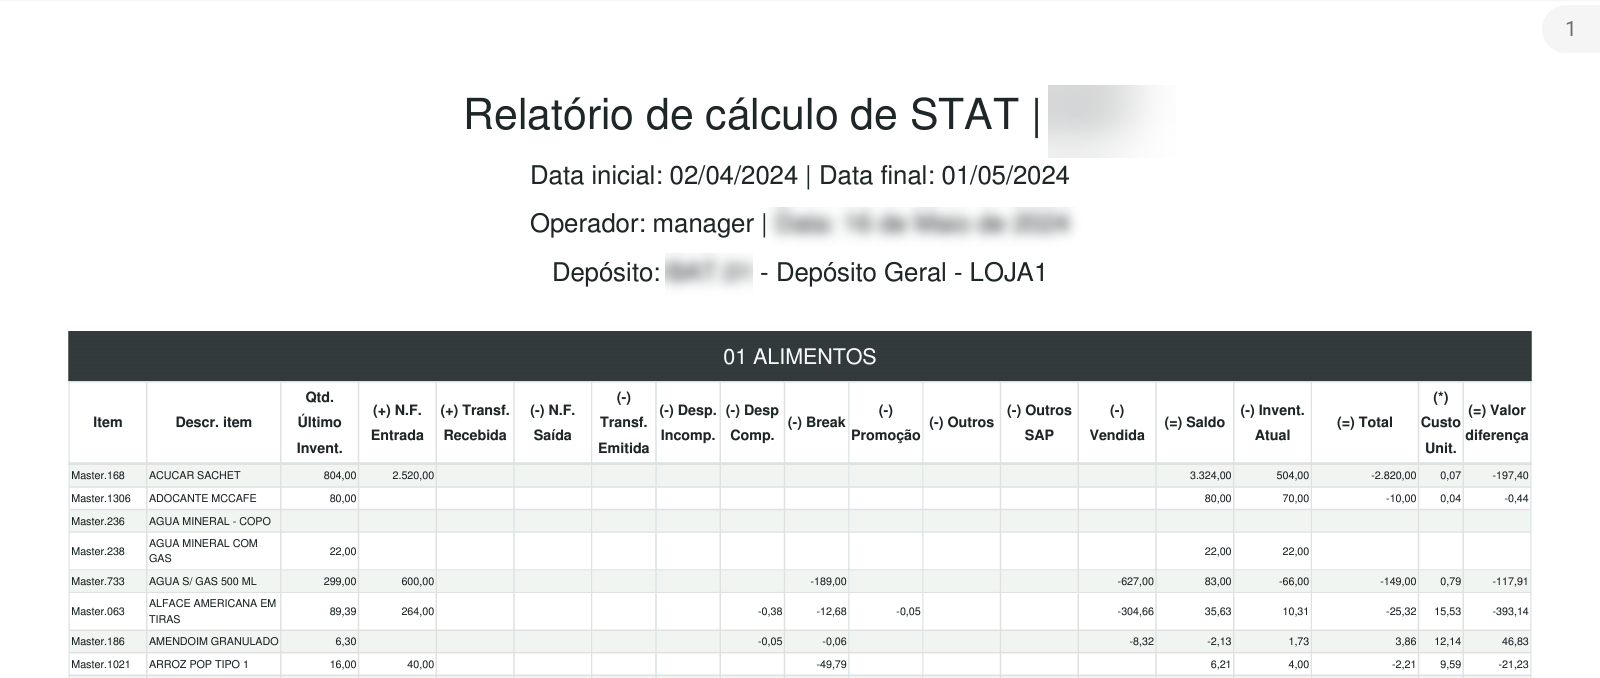 1
Relatório de cálculo de STAT |
Data inicial: 02/04/2024 | Data final: 01/05/2024
Operador: manager |
Depósito: - Depósito Geral - LOJA1
01 ALIMENTOS
Item Descr. item Qtd. Último Invent. (+) N.F. Entrada (+) Transf. Recebida (-) N.F. Saída (-) Transf. Emitida (-) Desp. Incomp. (-) Desp Comp. (-) Break (-) Promoção (-) Outros (-) Outros SAP (-) Vendida (=) Saldo (-) Invent. Atual (=) Total (*) Custo Unit. (=) Valor diferença
Master.168 ACUCAR SACHET 804,00 2.520,00 3.324,00 504,00 -2.820,00 0,07 -197,40
Master.1306 ADOCANTE MCCAFE 80,00 80,00 70,00 -10,00 0,04 -0,44
Master.236 AGUA MINERAL - COPO
Master.238 AGUA MINERAL COM GAS 22,00 22,00 22,00
Master.733 AGUA S/ GAS 500 ML 299,00 600,00 -189,00 -627,00 83,00 -66,00 -149,00 0,79 -117,91
Master.063 ALFACE AMERICANA EM TIRAS 89,39 264,00 -0,38 -12,68 -0,05 -304,66 35,63 10,31 -25,32 15,53 -393,14
Master.186 AMENDOIM GRANULADO 6,30 -0,05 -0,06 -8,32 -2,13 1,73 3,86 12,14 46,83
Master.1021 ARROZ POP TIPO 1 16,00 40,00 -49,79 6,21 4,00 -2,21 9,59 -21,23